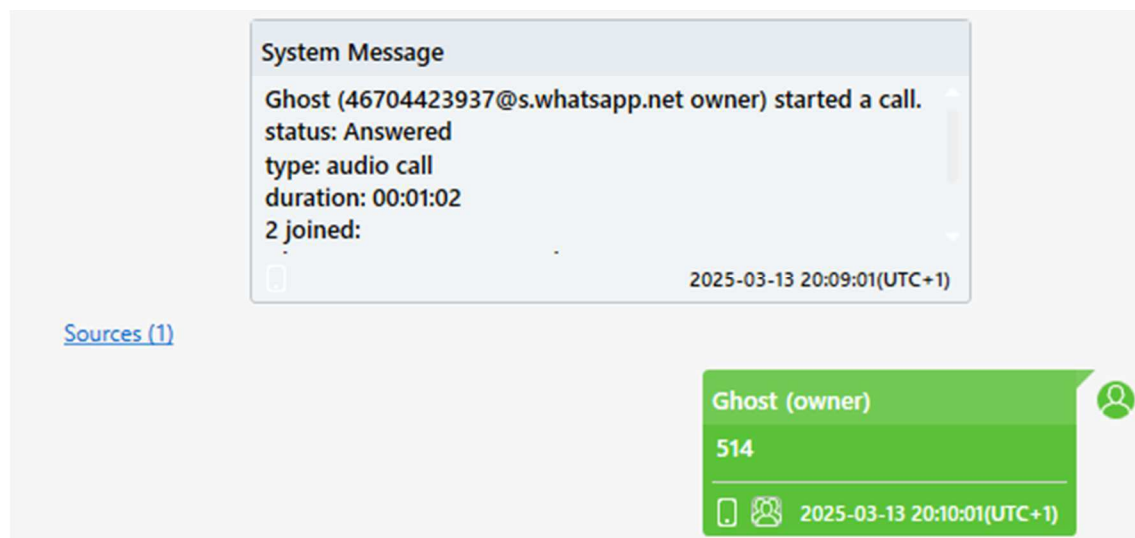 System Message
Ghost (46704423937@s.whatsapp.net owner) started a call.
status: Answered
type: audio call
duration: 00:01:02
2 joined:
2025-03-13 20:09:01(UTC+1)
Sources (1)
Ghost (owner)
514
2025-03-13 20:10:01(UTC+1)